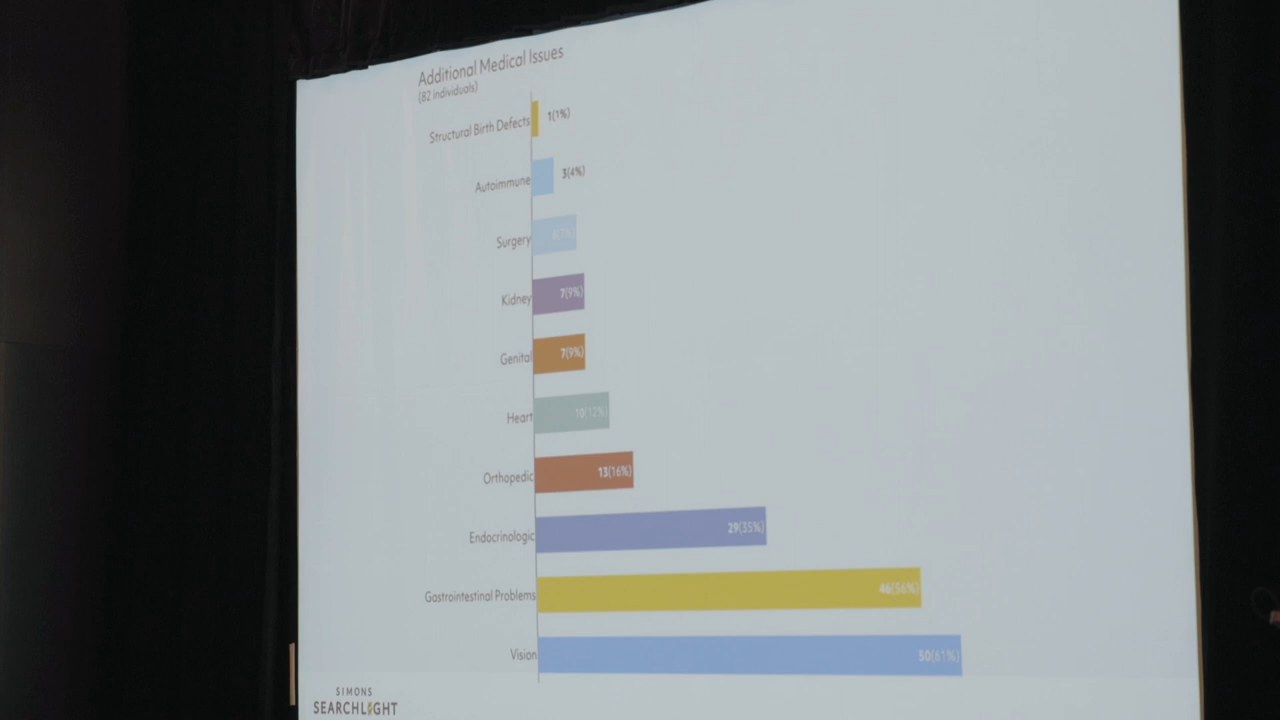 Additional Medical Issues
(82 individuals)
Structural Birth Defects 1(1%)
Autoimmune 3(4%)
Surgery
Kidney 7(9%)
Genital 7(9%)
Heart 10(12%)
Orthopedic 13(16%)
Endocrinologic 29(35%)
Gastrointestinal Problems 46(56%)
Vision 50(61%)
SIMONS
SEARCHLIGHT